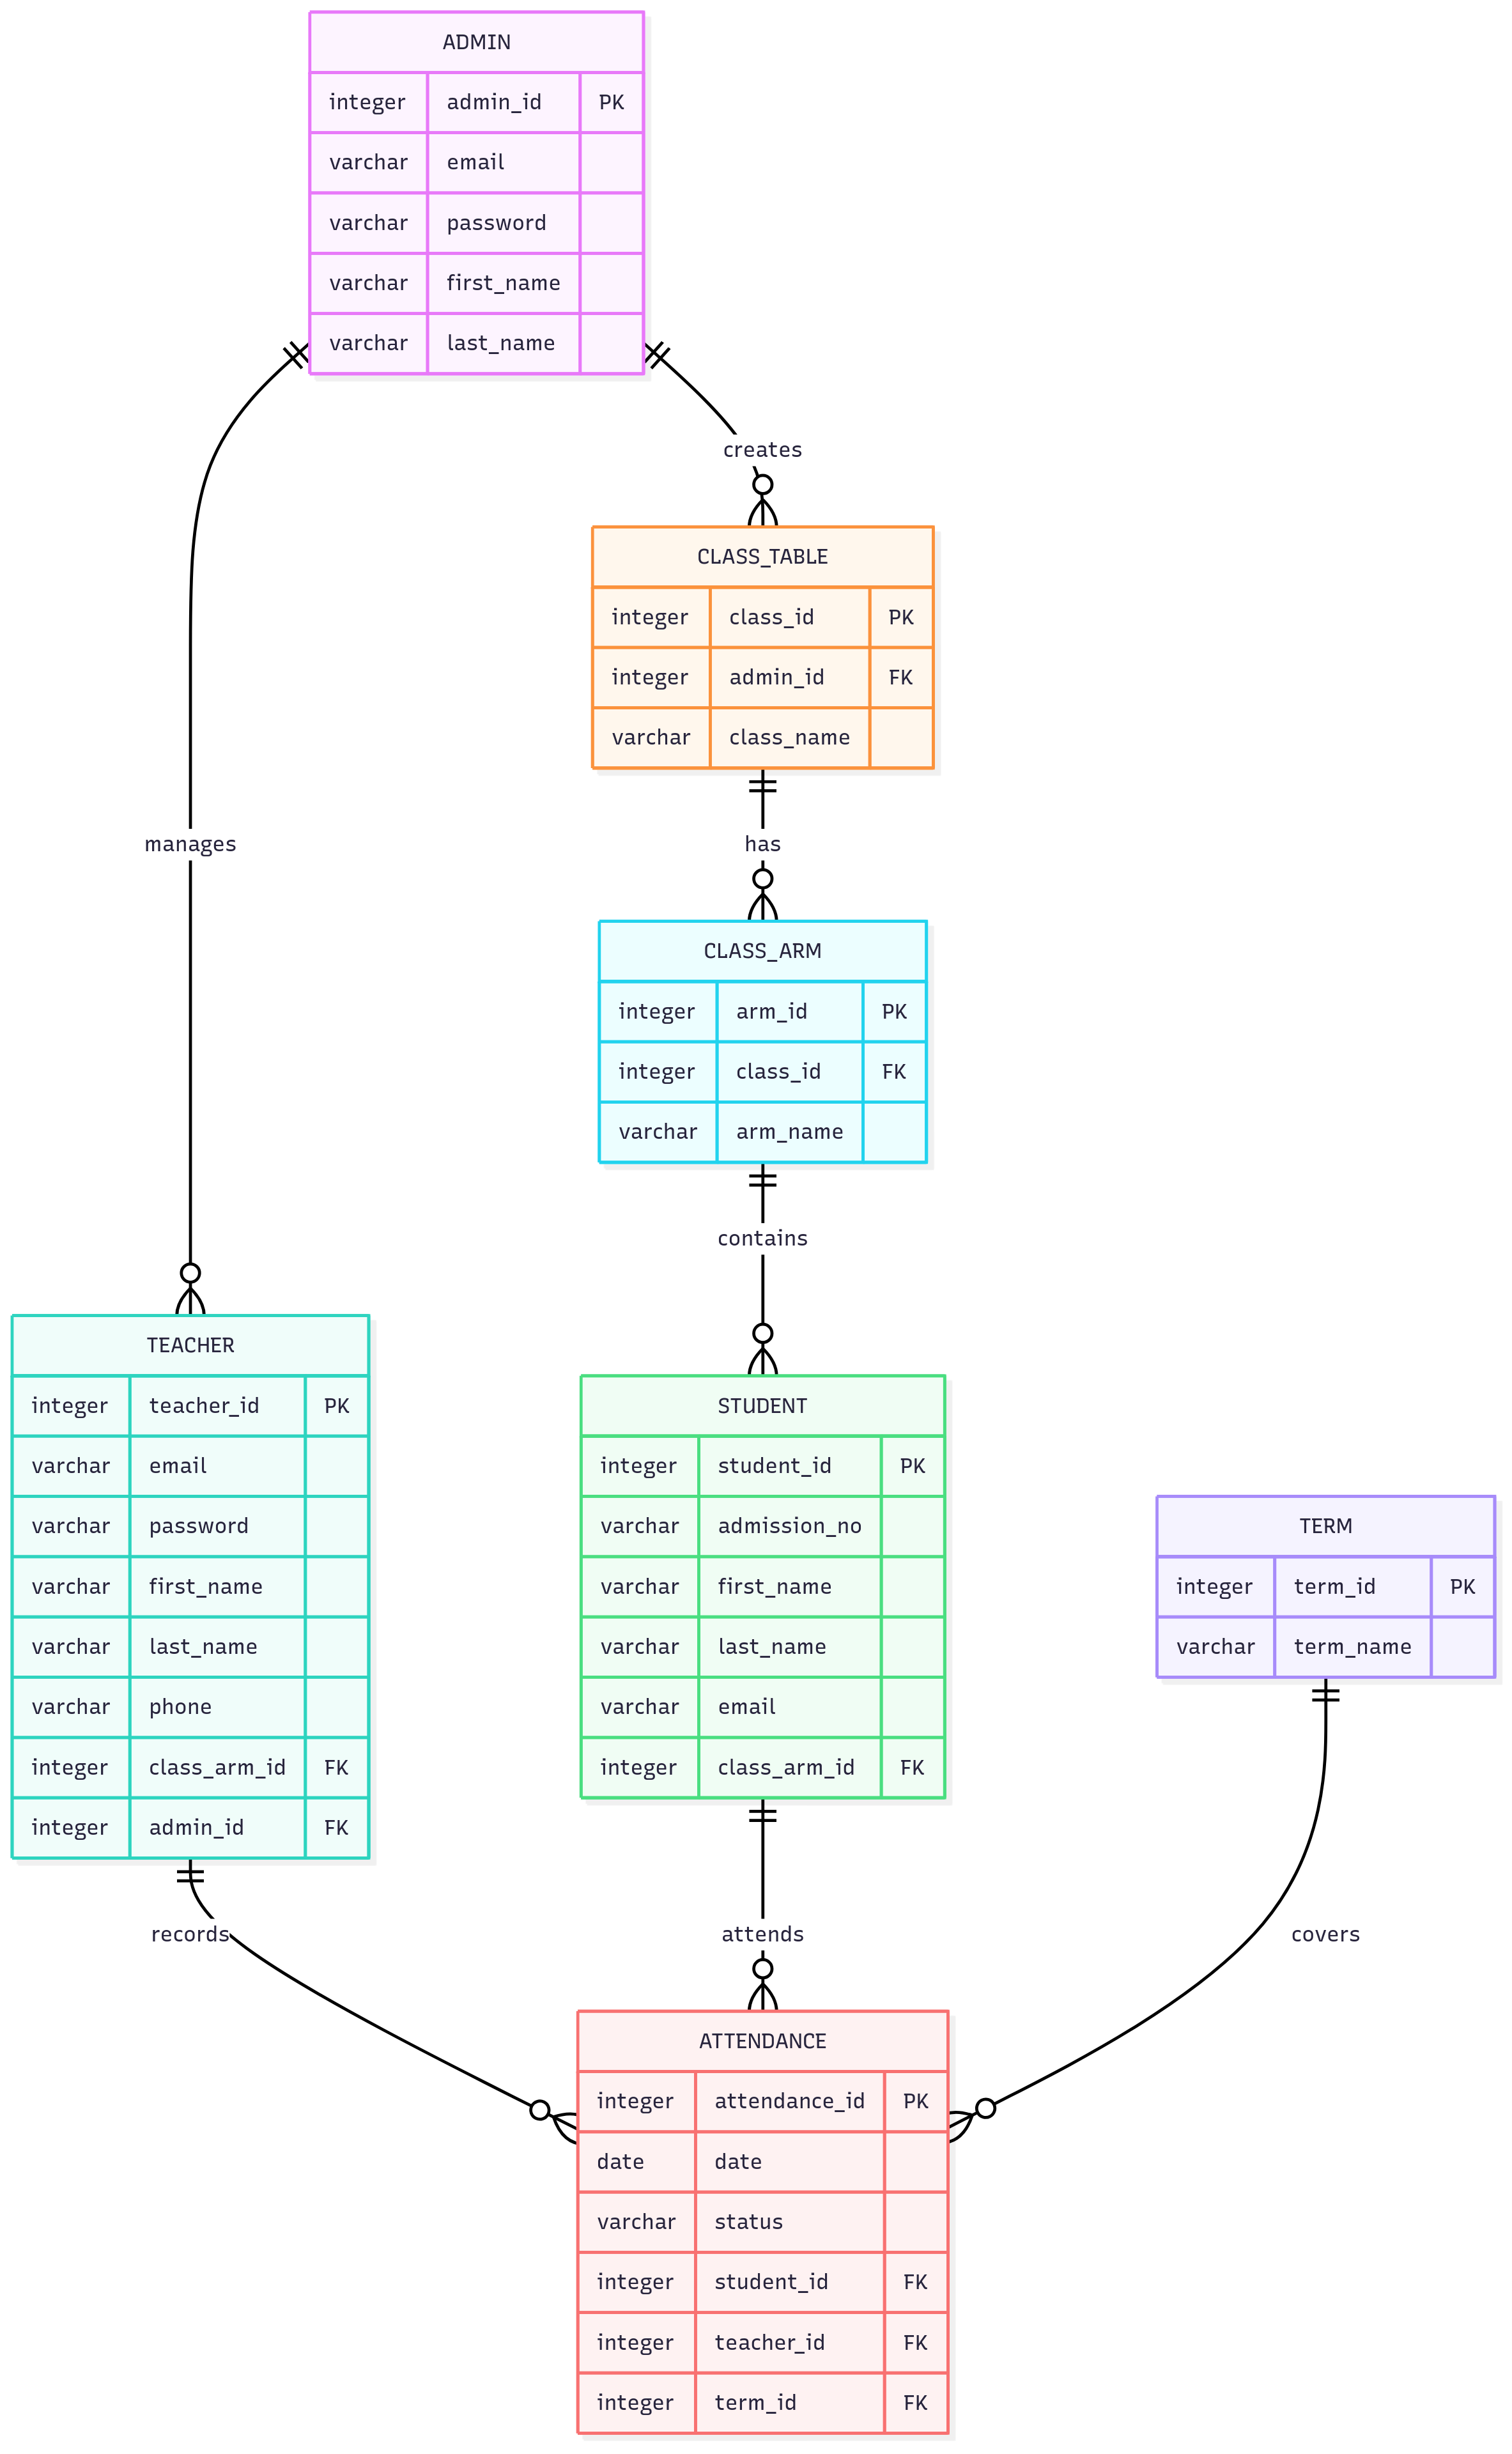 ADMIN
integer admin_id PK
varchar email
varchar password
varchar first_name
varchar last_name
creates
CLASS_TABLE
integer class_id PK
integer admin_id FK
varchar class_name
manages
has
CLASS_ARM
integer arm_id PK
integer class_id FK
varchar arm_name
contains
TEACHER
integer teacher_id PK
varchar email
varchar password
varchar first_name
varchar last_name
varchar phone
integer class_arm_id FK
integer admin_id FK
STUDENT
integer student_id PK
varchar admission_no
varchar first_name
varchar last_name
varchar email
integer class_arm_id FK
TERM
integer term_id PK
varchar term_name
records
attends
covers
ATTENDANCE
integer attendance_id PK
date date
varchar status
integer student_id FK
integer teacher_id FK
integer term_id FK